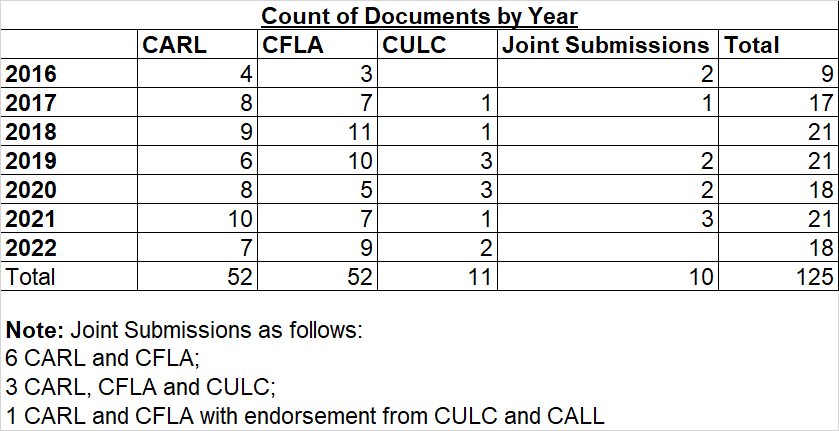 Count of Documents by Year
CARL CFLA CULC Joint Submissions Total
2016 4 3 2 9
2017 8 7 1 1 17
2018 9 11 1 21
2019 6 10 3 2 21
2020 8 5 3 2 18
2021 10 7 1 3 21
2022 7 9 2 18
Total 52 52 11 10 125
Note: Joint Submissions as follows:
6 CARL and CFLA;
3 CARL, CFLA and CULC;
1 CARL and CFLA with endorsement from CULC and CALL